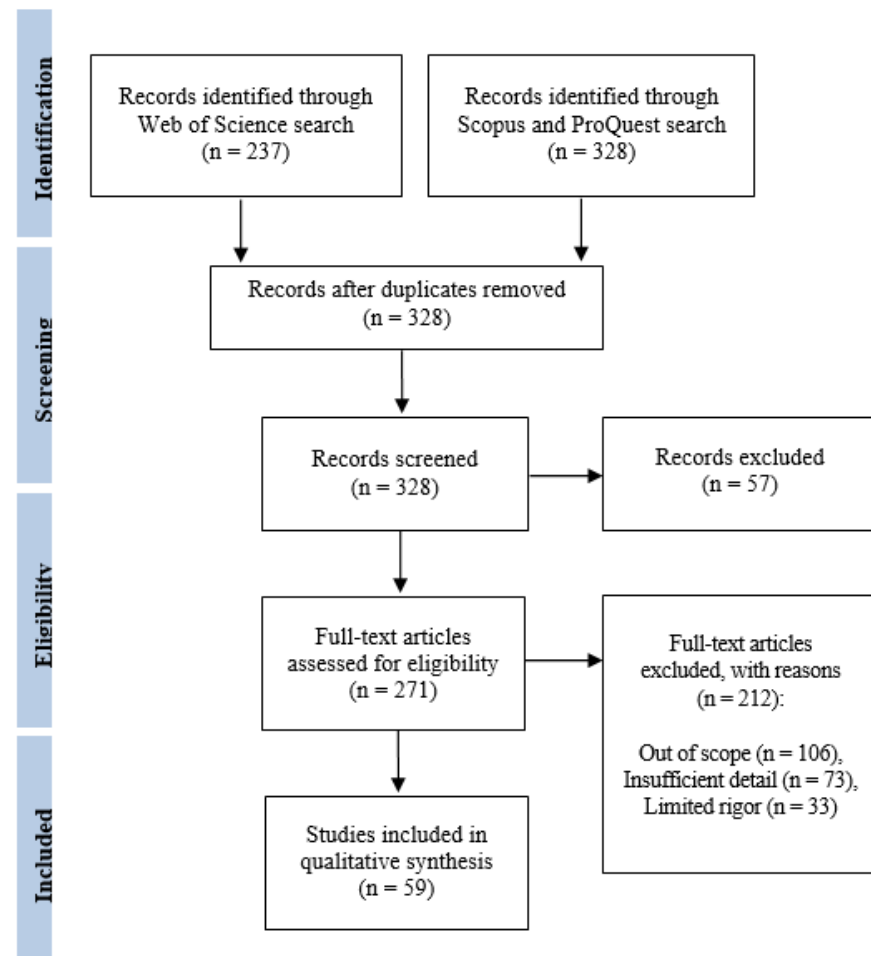 Identification
Records identified through
Web of Science search
(n = 237)
Records identified through
Scopus and ProQuest search
(n = 328)
Screening
Records after duplicates removed
(n = 328)
Records screened
(n = 328)
Records excluded
(n = 57)
Eligibility
Full-text articles
assessed for eligibility
(n = 271)
Full-text articles
excluded, with reasons
(n = 212):
Out of scope (n = 106),
Insufficient detail (n = 73),
Limited rigor (n = 33)
Included
Studies included in
qualitative synthesis
(n = 59)